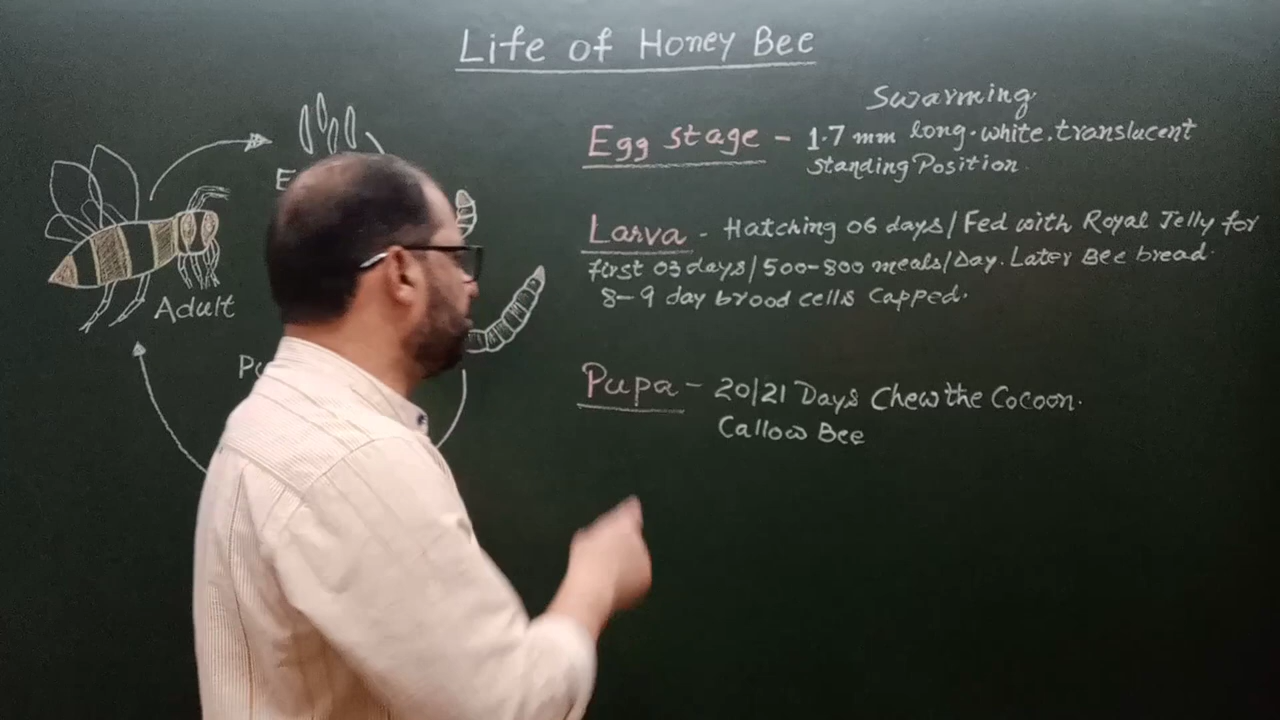 Life of Honey Bee
Swarming
Egg stage - 1.7 mm long. white. translucent
standing Position
Larva - Hatching 06 days/Fed with Royal Jelly for
first 03 days/500-800 meals/Day. Later Bee bread.
8-9 day brood cells Capped.
Pupa - 20/21 Days Chew the Cocoon.
Callow Bee
Adult